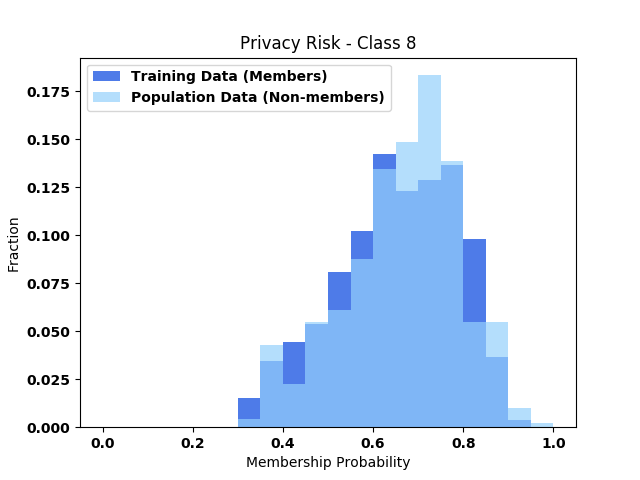 Privacy Risk - Class 8
Training Data (Members)
Population Data (Non-members)
0.175
0.150
0.125
0.100
0.075
0.050
0.025
0.000
Fraction
0.0 0.2 0.4 0.6 0.8 1.0
Membership Probability